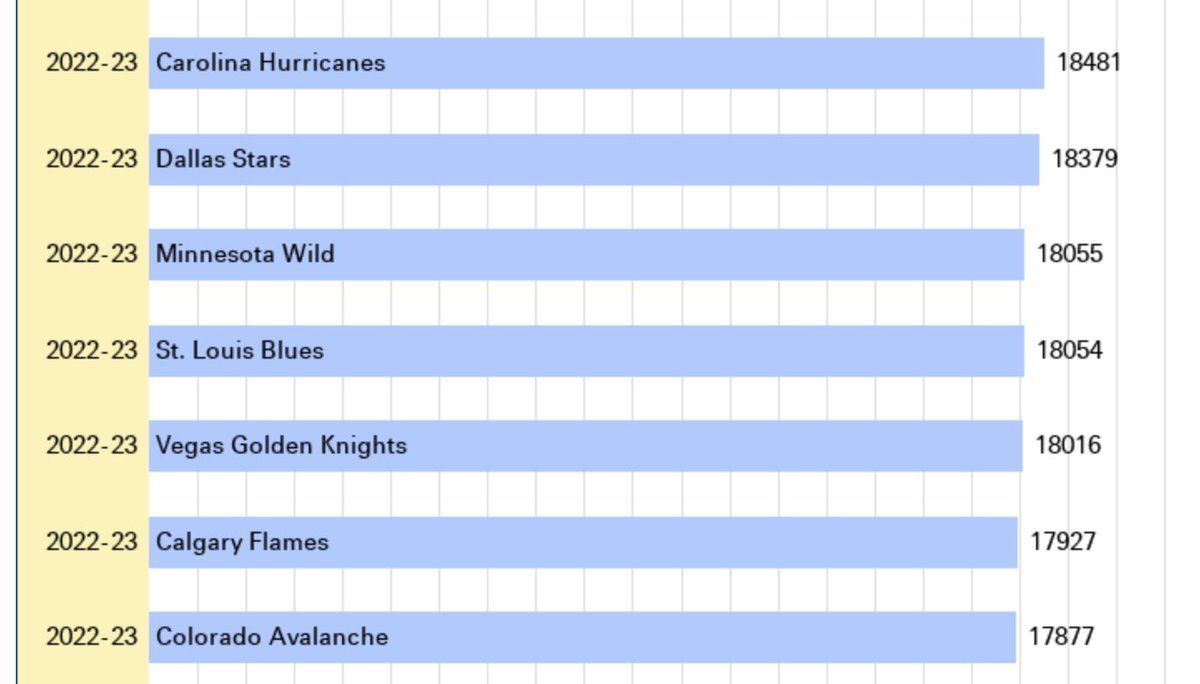 2022-23 Carolina Hurricanes 18481
2022-23 Dallas Stars 18379
2022-23 Minnesota Wild 18055
2022-23 St. Louis Blues 18054
2022-23 Vegas Golden Knights 18016
2022-23 Calgary Flames 17927
2022-23 Colorado Avalanche 17877